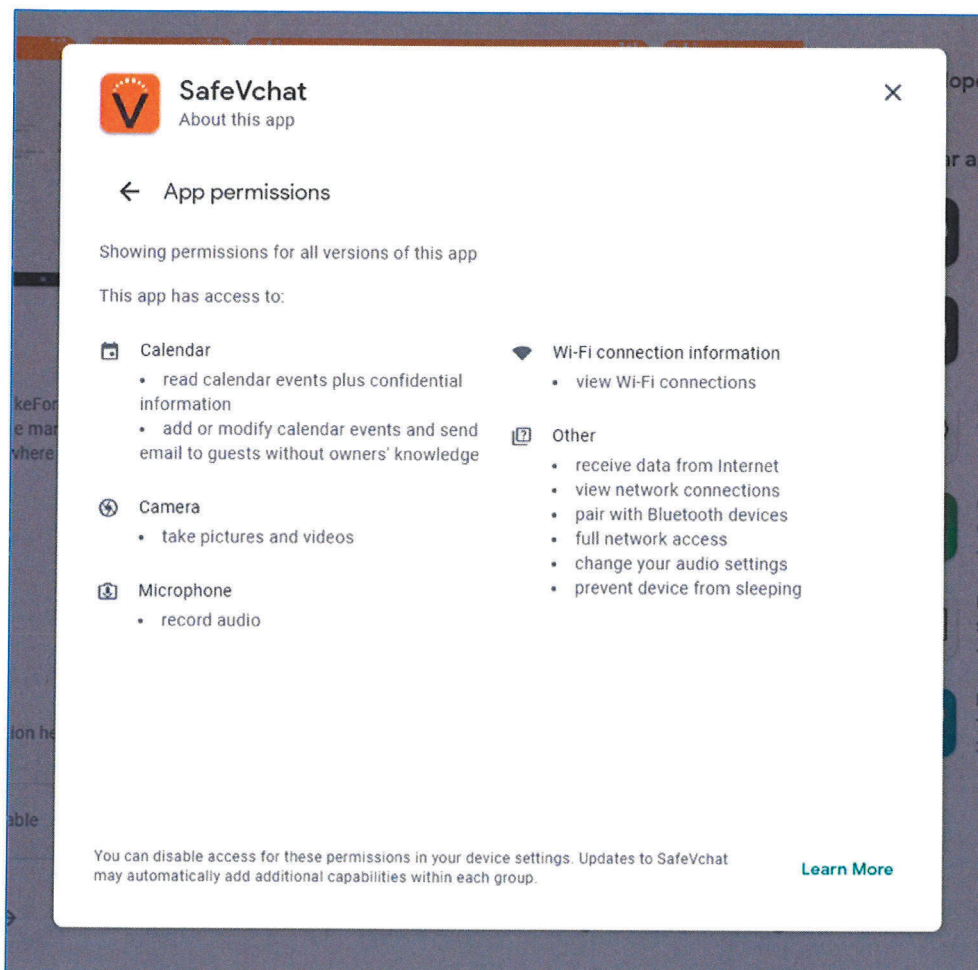 SafeVchat
About this app
App permissions
Showing permissions for all versions of this app
This app has access to:
Calendar
• read calendar events plus confidential
information
• add or modify calendar events and send
email to guests without owners' knowledge
Camera
• take pictures and videos
Microphone
• record audio
Wi-Fi connection information
• view Wi-Fi connections
Other
• receive data from Internet
• view network connections
• pair with Bluetooth devices
• full network access
• change your audio settings
• prevent device from sleeping
You can disable access for these permissions in your device settings. Updates to SafeVchat
may automatically add additional capabilities within each group.
Learn More